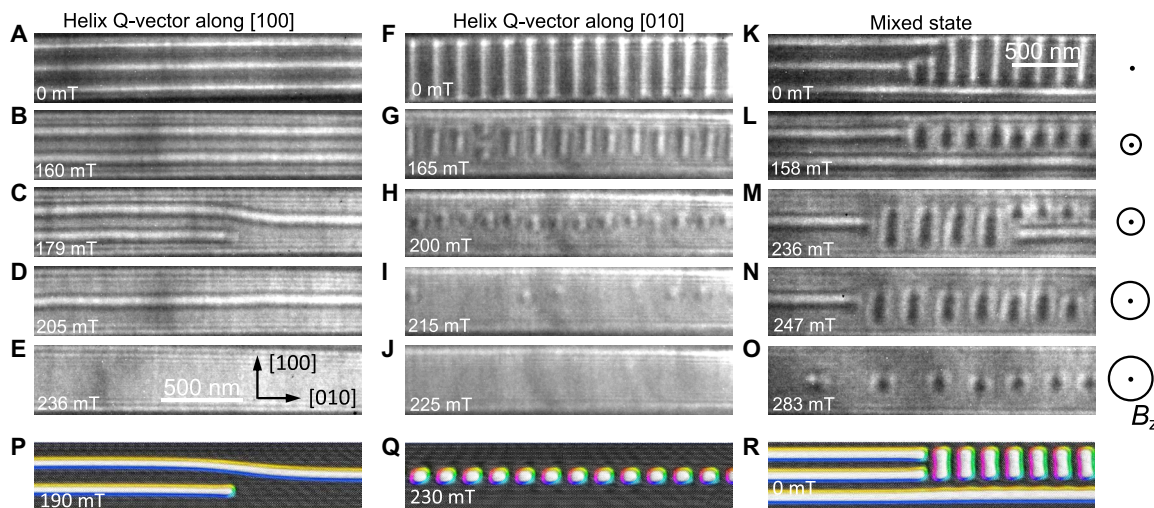 Helix Q-vector along [100]
Helix Q-vector along [010]
Mixed state
A
0 mT
F
0 mT
K
500 nm
0 mT
B
160 mT
G
165 mT
L
158 mT
C
179 mT
H
200 mT
M
236 mT
D
205 mT
I
215 mT
N
247 mT
E
[100]
500 nm
[010]
236 mT
J
225 mT
O
283 mT
Bz
P
190 mT
Q
230 mT
R
0 mT